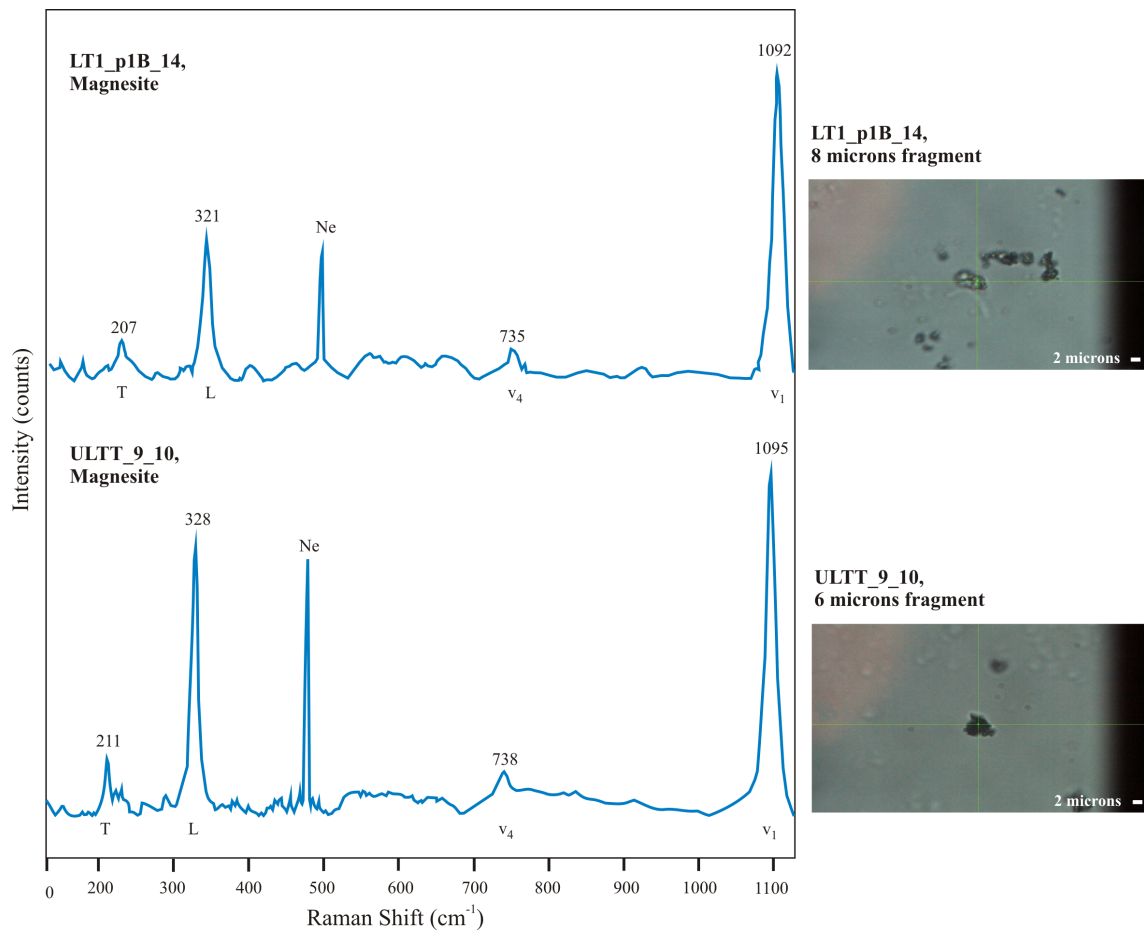 LT1_p1B_14,
Magnesite
1092
321
Ne
207
735
T
L
v4
v1
ULTT_9_10,
Magnesite
1095
328
Ne
211
738
T
L
v4
v1
Intensity (counts)
0 200 300 400 500 600 700 800 900 1000 1100
Raman Shift (cm-1)
LT1_p1B_14,
8 microns fragment
2 microns
ULTT_9_10,
6 microns fragment
2 microns